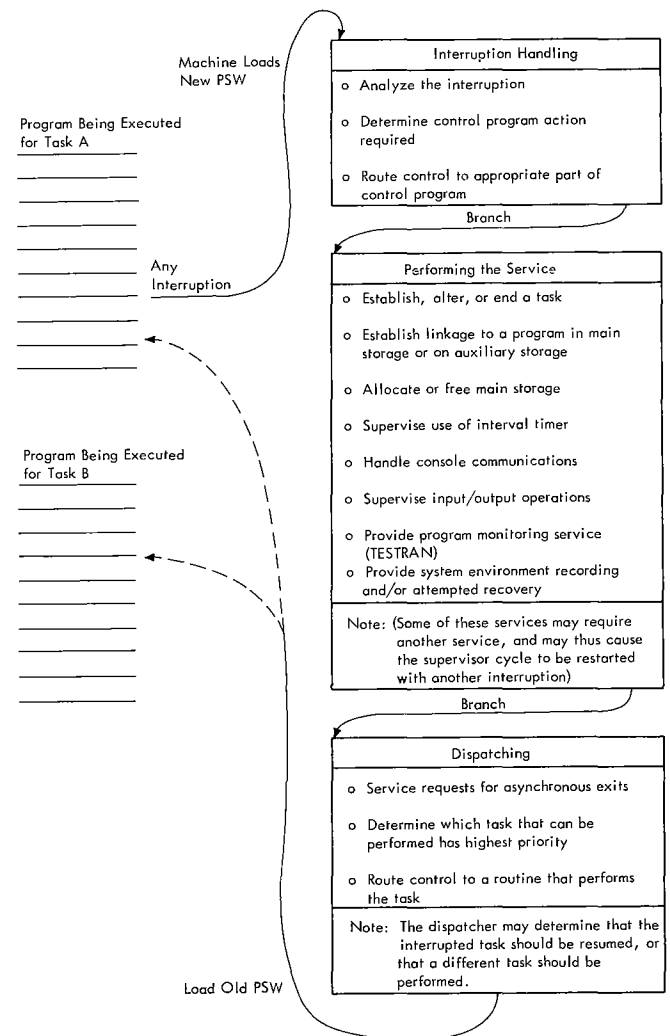 Machine Loads
New PSW
Program Being Executed
for Task A
Any
Interruption
Program Being Executed
for Task B
Load Old PSW
Interruption Handling
o Analyze the interruption
o Determine control program action
required
o Route control to appropriate part of
control program
Branch
Performing the Service
o Establish, alter, or end a task
o Establish linkage to a program in main
storage or on auxiliary storage
o Allocate or free main storage
o Supervise use of interval timer
o Handle console communications
o Supervise input/output operations
o Provide program monitoring service
(TESTRAN)
o Provide system environment recording
and/or attempted recovery
Note: (Some of these services may require
another service, and may thus cause
the supervisor cycle to be restarted
with another interruption)
Branch
Dispatching
o Service requests for asynchronous exits
o Determine which task that can be
performed has highest priority
o Route control to a routine that performs
the task
Note: The dispatcher may determine that the
interrupted task should be resumed, or
that a different task should be
performed.